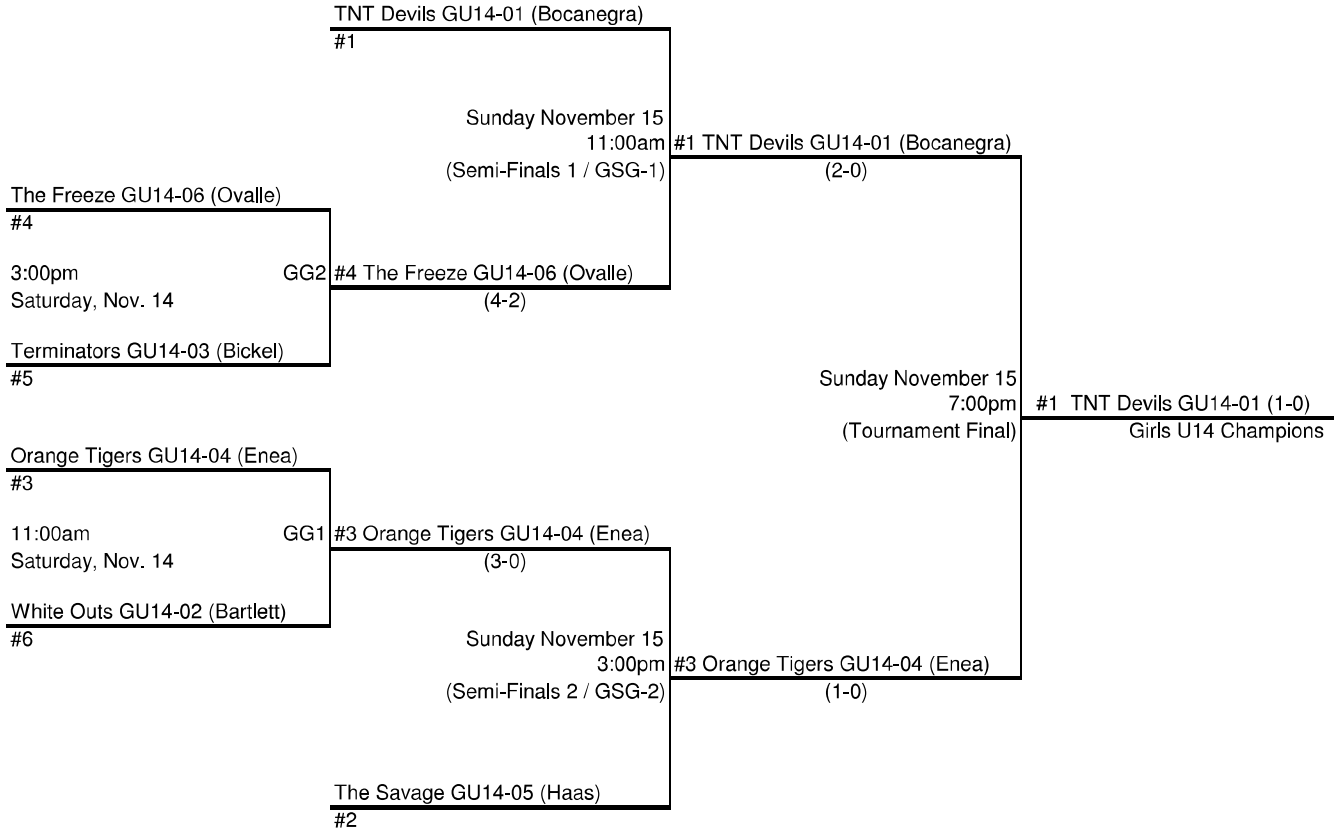 TNT Devils GU14-01 (Bocanegra)
#1
Sunday November 15
11:00am
(Semi-Finals 1 / GSG-1)
#1 TNT Devils GU14-01 (Bocanegra)
(2-0)
The Freeze GU14-06 (Ovalle)
#4
3:00pm
Saturday, Nov. 14
GG2
#4 The Freeze GU14-06 (Ovalle)
(4-2)
Terminators GU14-03 (Bickel)
#5
Sunday November 15
7:00pm
(Tournament Final)
#1 TNT Devils GU14-01 (1-0)
Girls U14 Champions
Orange Tigers GU14-04 (Enea)
#3
11:00am
Saturday, Nov. 14
GG1
#3 Orange Tigers GU14-04 (Enea)
(3-0)
White Outs GU14-02 (Bartlett)
#6
Sunday November 15
3:00pm
(Semi-Finals 2 / GSG-2)
#3 Orange Tigers GU14-04 (Enea)
(1-0)
The Savage GU14-05 (Haas)
#2